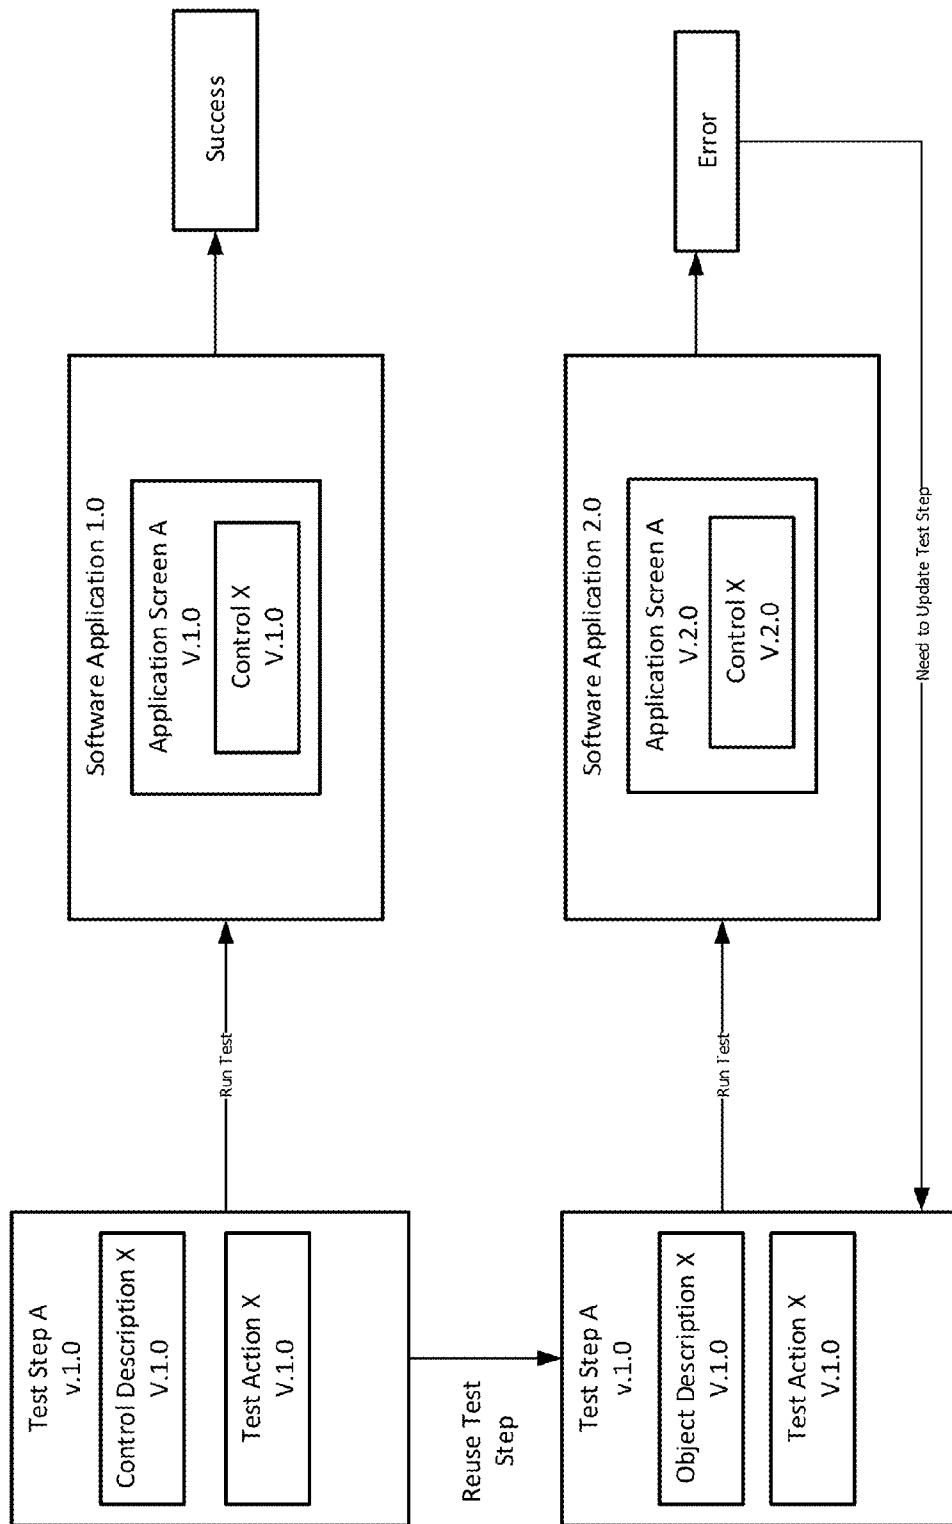 Test Step A
v.1.0
Control Description X
V.1.0
Test Action X
V.1.0
Run Test
Software Application 1.0
Application Screen A
V.1.0
Control X
V.1.0
Success
Reuse Test
Step
Test Step A
v.1.0
Object Description X
V.1.0
Test Action X
V.1.0
Run Test
Software Application 2.0
Application Screen A
V.2.0
Control X
V.2.0
Error
Need to Update Test Step